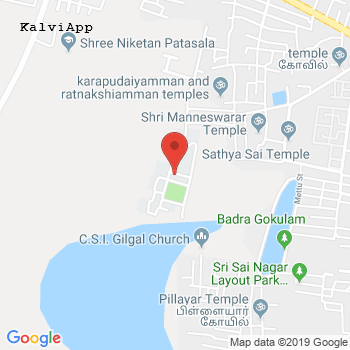 KalviApp
Shree Niketan Patasala
temple
கோவில்
karapudaiyamman and
ratnakshiamman temples
Shri Manneswarar
Temple
Sathya Sai Temple
Mettu St
Badra Gokulam
C.S.I. Gilgal Church
Sri Sai Nagar
Layout Park...
Pillayar Temple
பிள்ளையார்
கோயில்
Google
Map data ©2019 Google